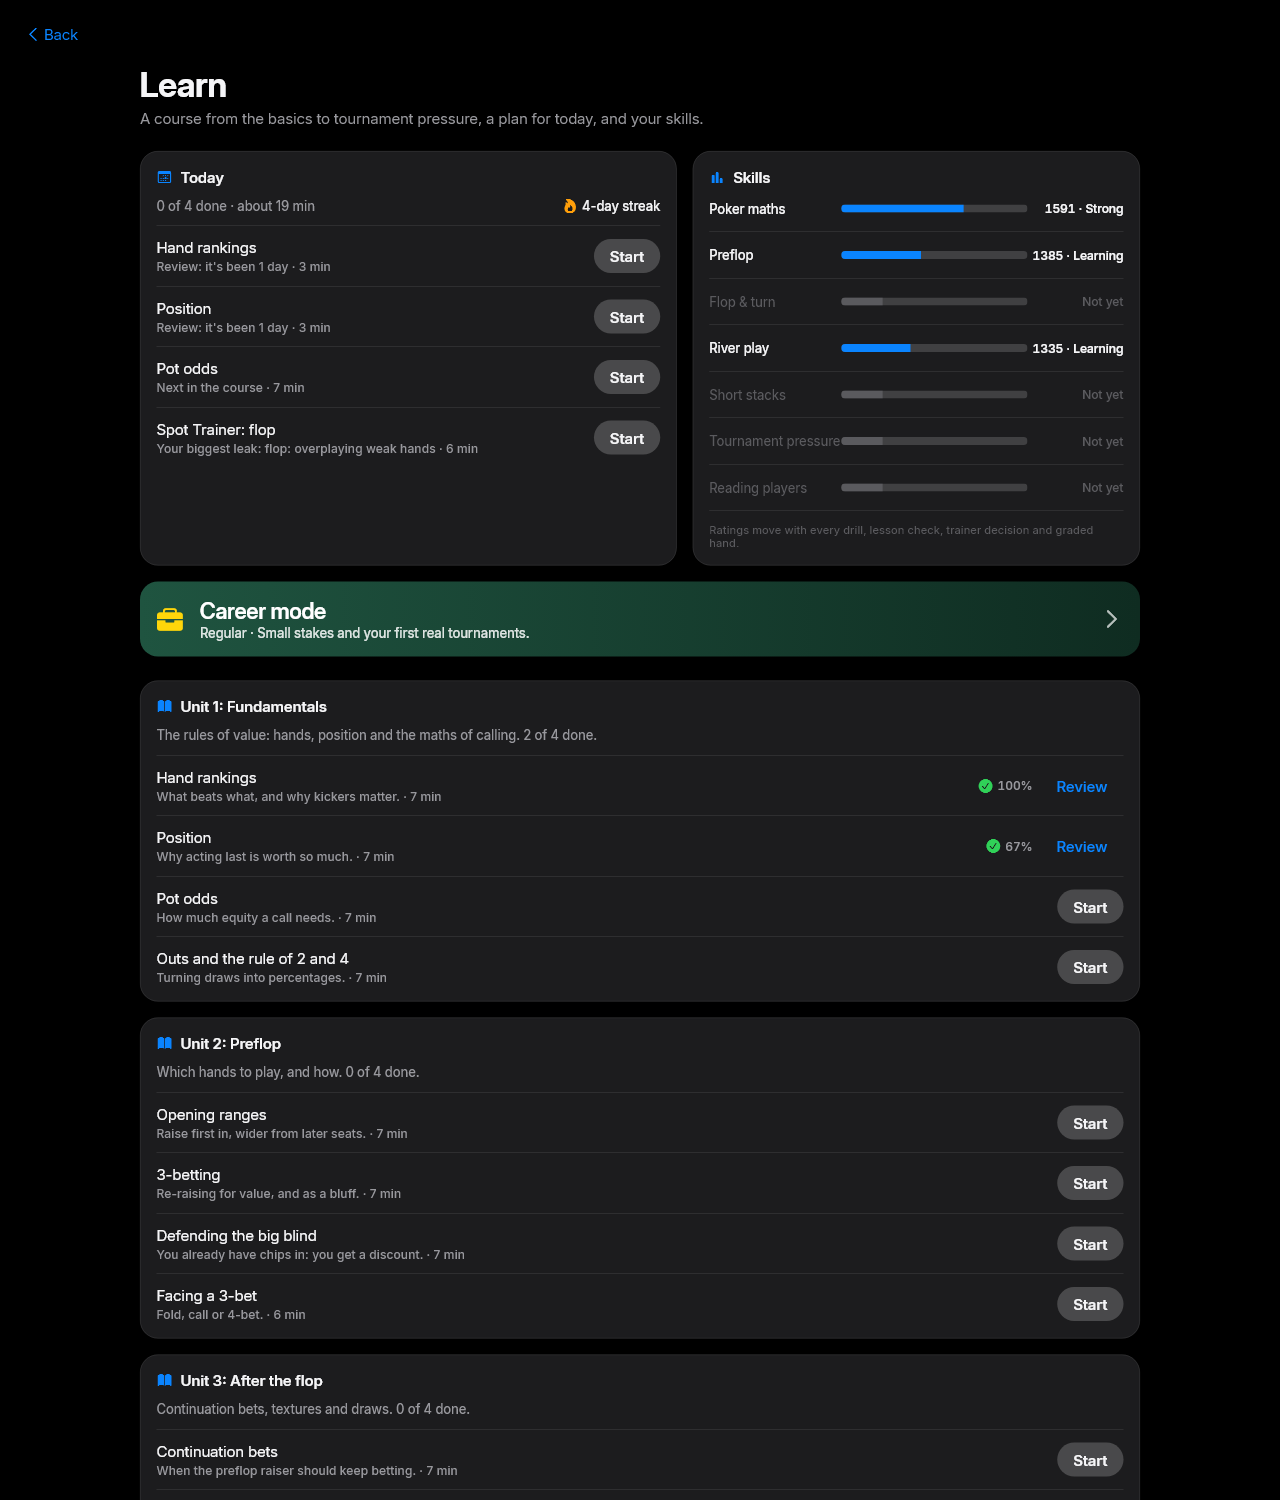 Back
Learn
A course from the basics to tournament pressure, a plan for today, and your skills.
Today
0 of 4 done · about 19 min
4-day streak
Hand rankings
Review: it's been 1 day · 3 min
Start
Position
Review: it's been 1 day · 3 min
Start
Pot odds
Next in the course · 7 min
Start
Spot Trainer: flop
Your biggest leak: flop: overplaying weak hands · 6 min
Start
Skills
Poker maths
1591 · Strong
Preflop
1385 · Learning
Flop & turn
Not yet
River play
1335 · Learning
Short stacks
Not yet
Tournament pressure
Not yet
Reading players
Not yet
Ratings move with every drill, lesson check, trainer decision and graded
hand.
Career mode
Regular · Small stakes and your first real tournaments.
Unit 1: Fundamentals
The rules of value: hands, position and the maths of calling. 2 of 4 done.
Hand rankings
What beats what, and why kickers matter. · 7 min
100%
Review
Position
Why acting last is worth so much. · 7 min
67%
Review
Pot odds
How much equity a call needs. · 7 min
Start
Outs and the rule of 2 and 4
Turning draws into percentages. · 7 min
Start
Unit 2: Preflop
Which hands to play, and how. 0 of 4 done.
Opening ranges
Raise first in, wider from later seats. · 7 min
Start
3-betting
Re-raising for value, and as a bluff. · 7 min
Start
Defending the big blind
You already have chips in: you get a discount. · 7 min
Start
Facing a 3-bet
Fold, call or 4-bet. · 6 min
Start
Unit 3: After the flop
Continuation bets, textures and draws. 0 of 4 done.
Continuation bets
When the preflop raiser should keep betting. · 7 min
Start